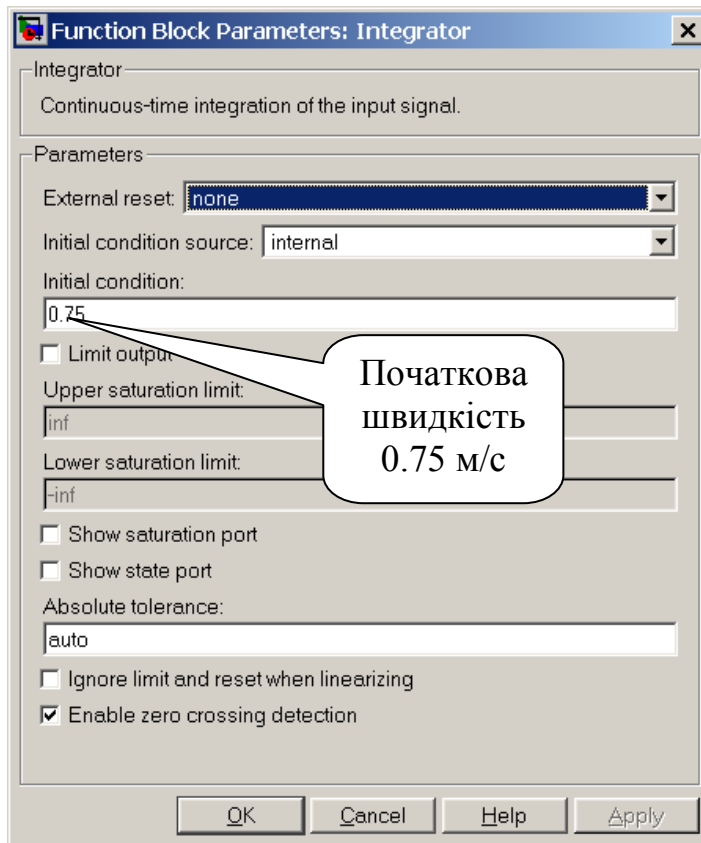 Function Block Parameters: Integrator
Integrator
Continuous-time integration of the input signal.
Parameters
External reset: none
Initial condition source: internal
Initial condition:
0.75
Limit output
Upper saturation limit:
inf
Lower saturation limit:
-inf
Початкова
швидкість
0.75 м/с
Show saturation port
Show state port
Absolute tolerance:
auto
Ignore limit and reset when linearizing
Enable zero crossing detection
OK Cancel Help Apply